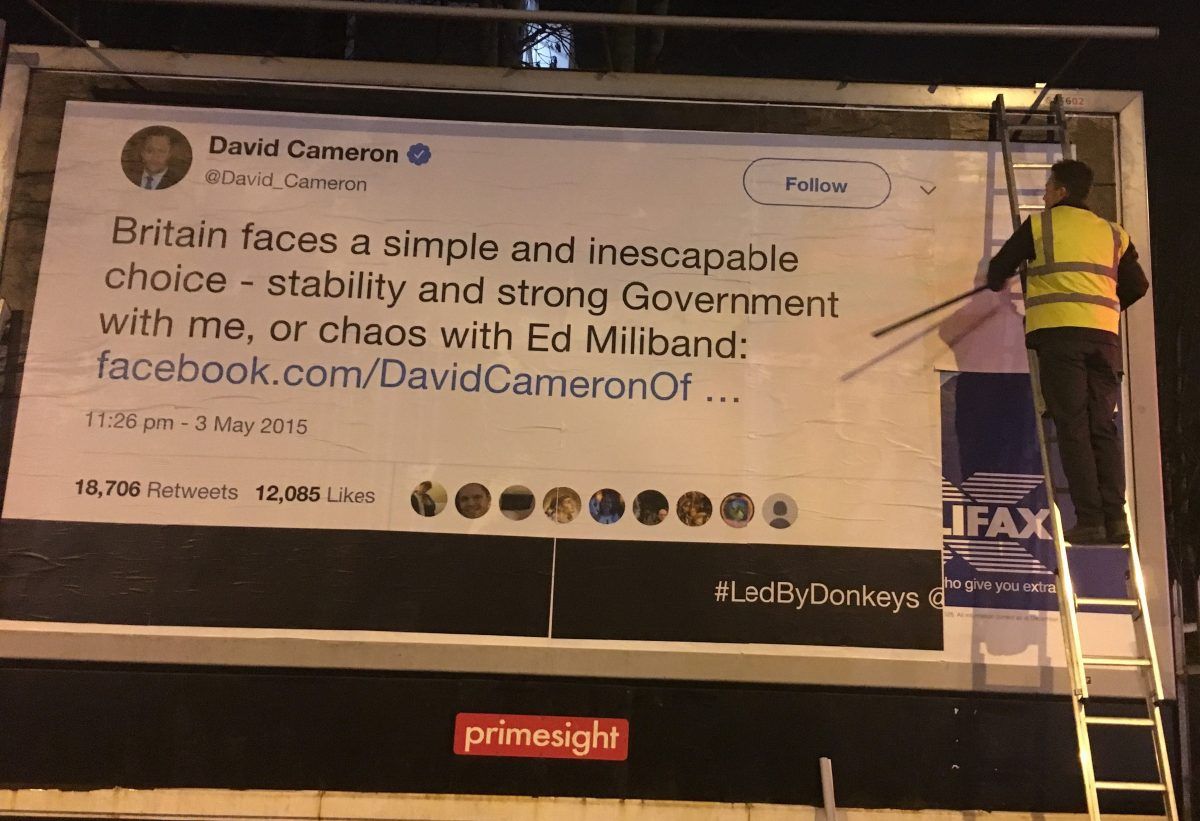 David Cameron
@David_Cameron
Follow
Britain faces a simple and inescapable
choice - stability and strong Government
with me, or chaos with Ed Miliband:
facebook.com/DavidCameronOf ...
11:26 pm - 3 May 2015
18,706 Retweets 12,085 Likes
LIFAX
ho give you extra
#LedByDonkeys @
primesight